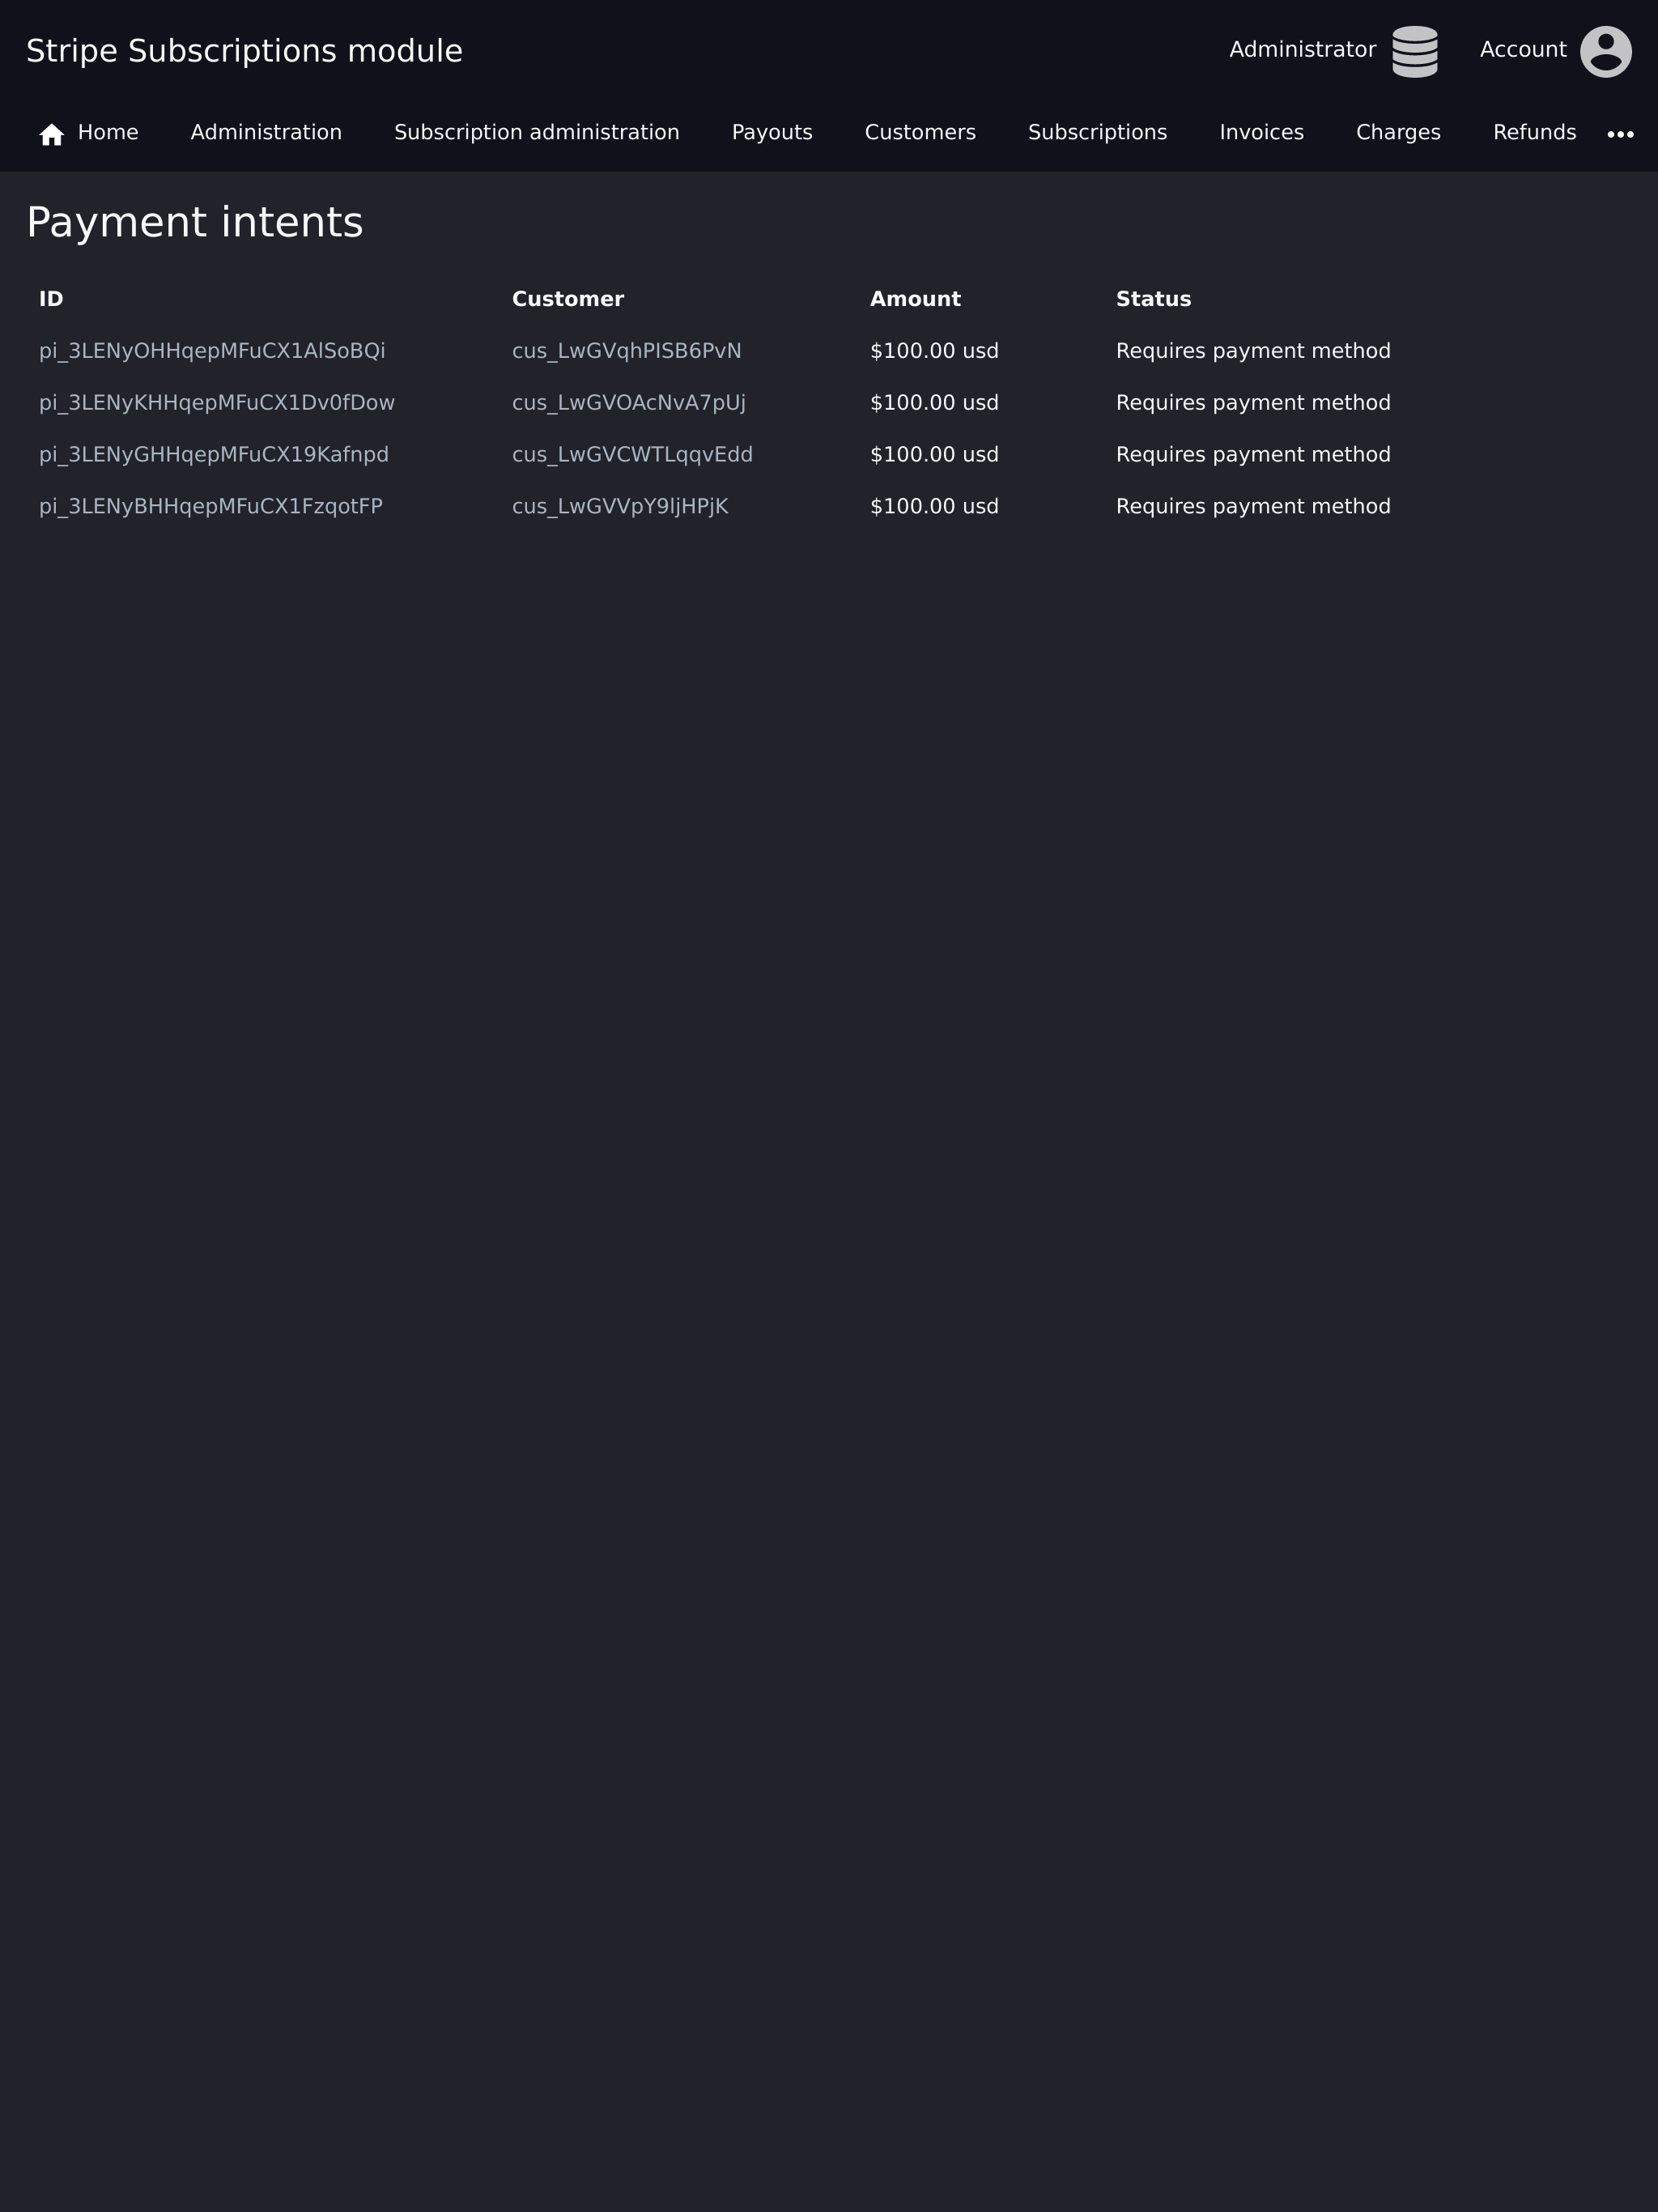 Stripe Subscriptions module
Administrator Account
Home Administration Subscription administration Payouts Customers Subscriptions Invoices Charges Refunds •••
Payment intents
ID Customer Amount Status
pi_3LENyOHHqepMFuCX1AlSoBQi cus_LwGVqhPISB6PvN $100.00 usd Requires payment method
pi_3LENyKHHqepMFuCX1Dv0fDow cus_LwGVOAcNvA7pUj $100.00 usd Requires payment method
pi_3LENyGHHqepMFuCX19Kafnpd cus_LwGVCWTLqqvEdd $100.00 usd Requires payment method
pi_3LENyBHHqepMFuCX1FzqotFP cus_LwGVVpY9ljHPjK $100.00 usd Requires payment method